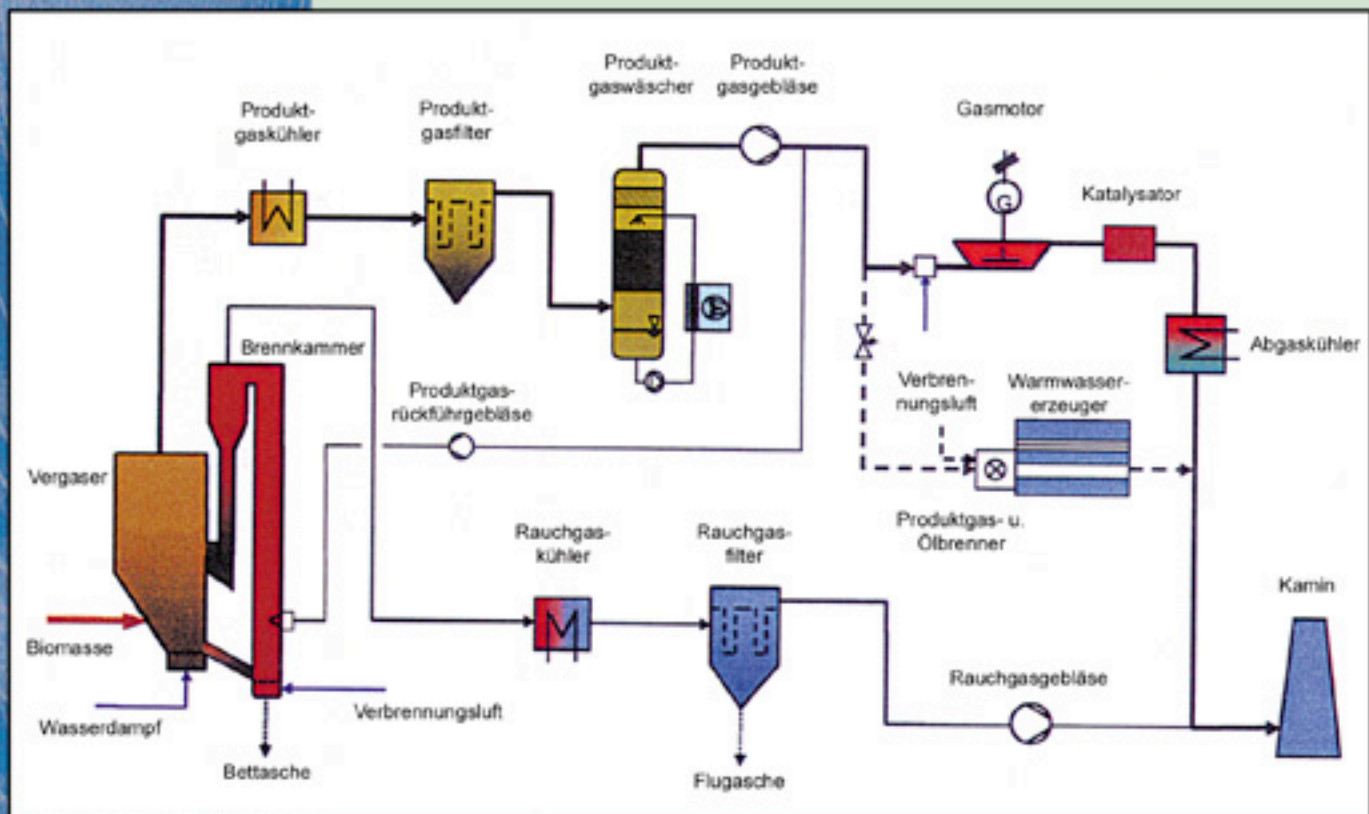 Produkt-
gaskühler
Produkt-
gasfilter
Produkt-
gaswäscher
Produkt-
gasgebläse
Gasmotor
G
Katalysator
Abgaskühler
Brennkammer
Produktgas-
rückführgebläse
Verbren-
nungsluft
Warmwasser-
erzeuger
Vergaser
Produktgas- u.
Ölbrenner
Rauchgas-
kühler
Rauchgas-
filter
Kamin
Biomasse
Wasserdampf
Verbrennungsluft
Rauchgasgebläse
Bettasche
Flugasche